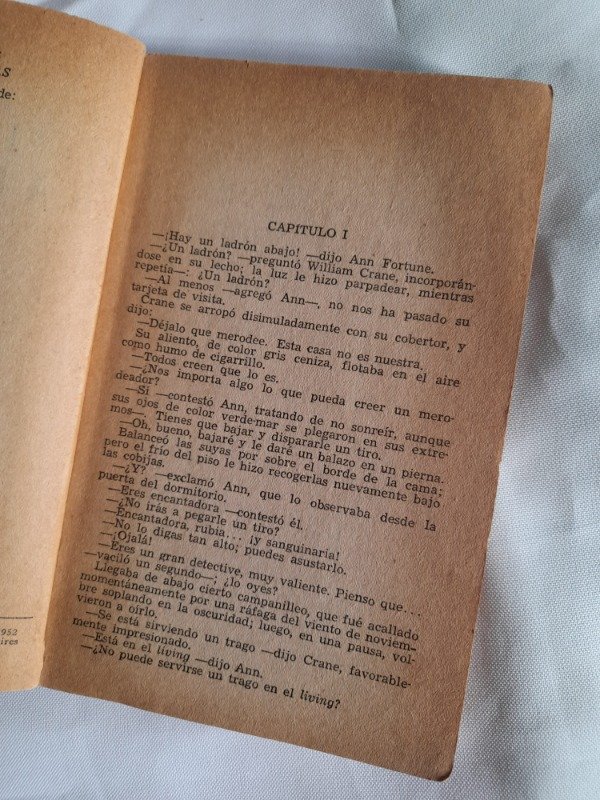 S
de:
1952
ires
CAPITULO I
—¡Hay un ladrón abajo! —dijo Ann Fortune.
—¿Un ladrón? —preguntó William Crane, incorporán-
dose en su lecho; la luz le hizo parpadear, mientras
repetía—: ¿Un ladrón?
—Al menos —agregó Ann—, no nos ha pasado su
tarjeta de visita.
Crane se arropó disimuladamente con su cobertor, y
dijo:
—Déjalo que merodee. Esta casa no es nuestra.
Su aliento, de color gris ceniza, flotaba en el aire
como humo de cigarrillo.
—Todos creen que lo es.
—¿Nos importa algo lo que pueda creer un mero-
deador?
—Sí —contestó Ann, tratando de no sonreír, aunque
sus ojos de color verde-mar se plegaron en sus extre-
mos—. Tienes que bajar y dispararle un tiro.
—Oh, bueno, bajaré y le daré un balazo en un pierna.
Balanceó las suyas por sobre el borde de la cama;
pero el frío del piso le hizo recogerlas nuevamente bajo
las cobijas.
—¿Y? —exclamó Ann, que lo observaba desde la
puerta del dormitorio.
—Eres encantadora —contestó él.
—¿No irás a pegarle un tiro?
—Encantadora, rubia... ¡y sanguinaria!
—No lo digas tan alto; puedes asustarlo.
—¡Ojalá!
—Eres un gran detective, muy valiente. Pienso que...
—vaciló un segundo—; ¿lo oyes?
Llegaba de abajo cierto campanilleo, que fué acallado
momentáneamente por una ráfaga del viento de noviem-
bre soplando en la oscuridad; luego, en una pausa, vol-
vieron a oírlo.
—Se está sirviendo un trago —dijo Crane, favorable-
mente impresionado.
—Está en el living —dijo Ann.
—¿No puede servirse un trago en el living?